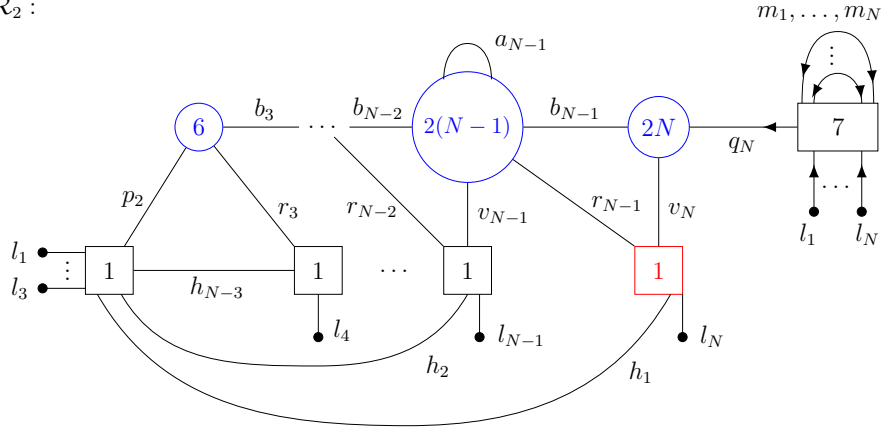 R₂ :
m₁, . . . , m_N
a_{N−1}
b₃ b_{N−2} b_{N−1}
6 · · · 2(N − 1) 2N 7
q_N
p₂ r₃ r_{N−2} v_{N−1} r_{N−1} v_N
· · ·
l₁ l_N
l₁
1 1 · · · 1 1
l₃
h_{N−3}
l₄ l_{N−1} l_N
h₂ h₁